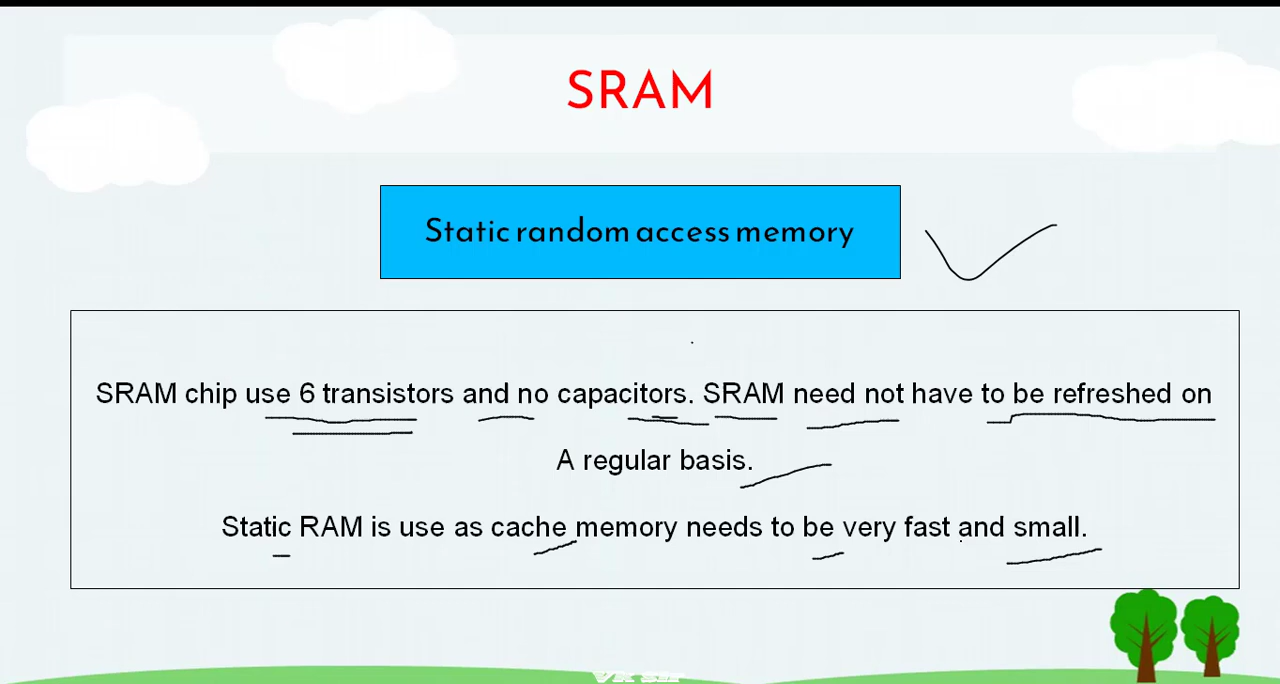 SRAM
Static random access memory
SRAM chip use 6 transistors and no capacitors. SRAM need not have to be refreshed on
A regular basis.
Static RAM is use as cache memory needs to be very fast and small.